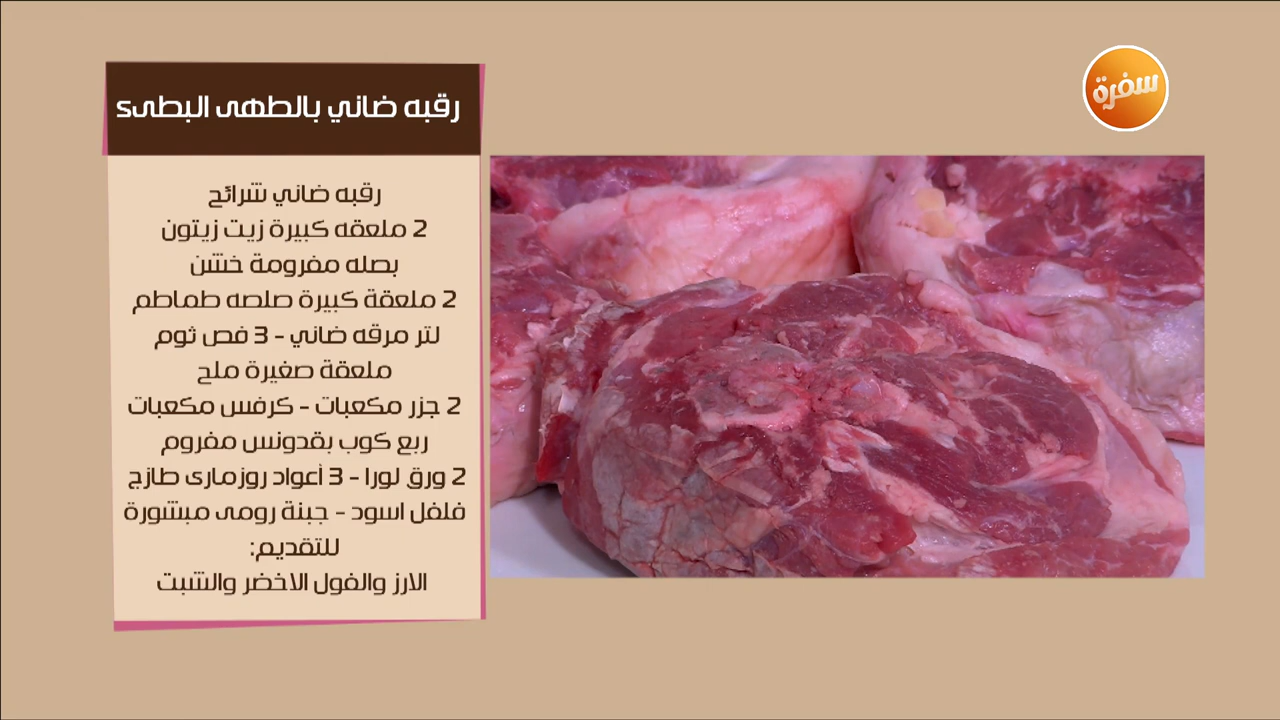 رقبه ضاني بالطهى البطىء
سفرة
رقبه ضاني شرائح
2 ملعقه كبيرة زيت زيتون
بصله مفرومة خشن
2 ملعقة كبيرة صلصه طماطم
لتر مرقه ضاني - 3 فص ثوم
ملعقة صغيرة ملح
2 جزر مكعبات - كرفس مكعبات
ربع كوب بقدونس مفروم
2 ورق لورا - 3 أعواد روزمارى طازج
فلفل اسود - جبنة رومى مبشورة
للتقديم:
الارز والفول الاخضر والشبت